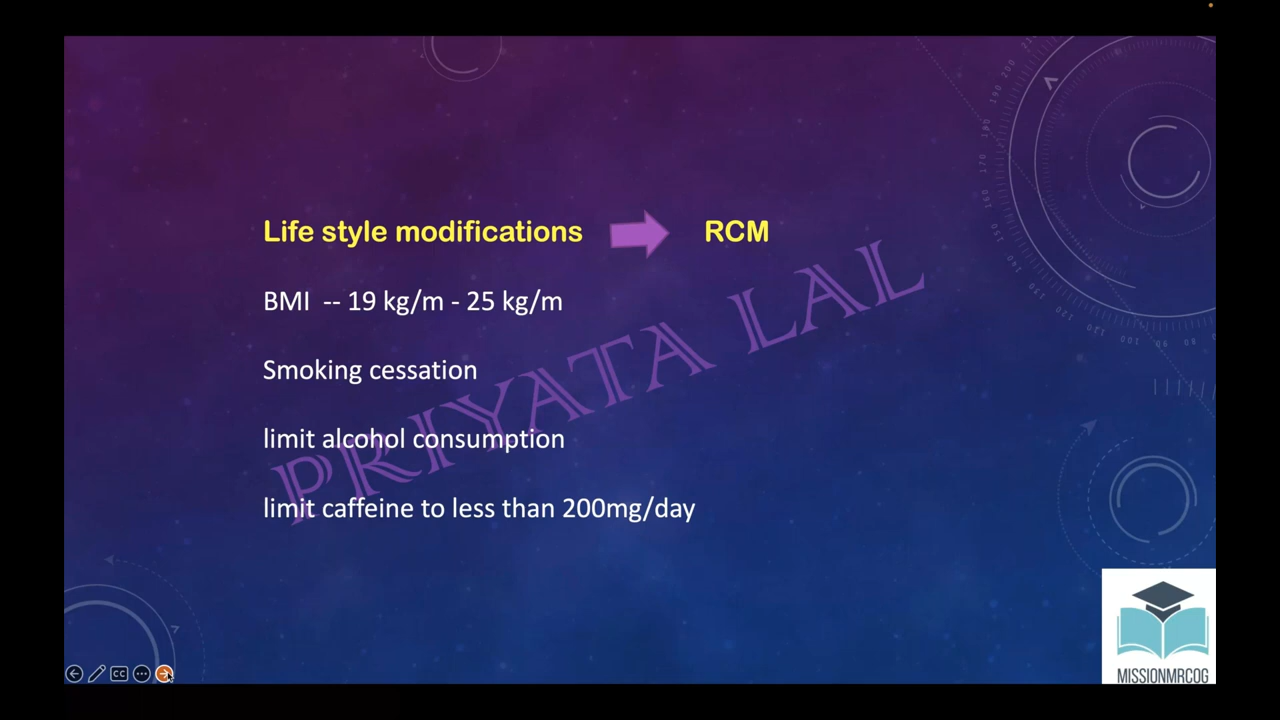 Life style modifications RCM
BMI -- 19 kg/m - 25 kg/m
Smoking cessation
limit alcohol consumption
limit caffeine to less than 200mg/day
PRIYATA LAL
CC
MISSIONMRCOG